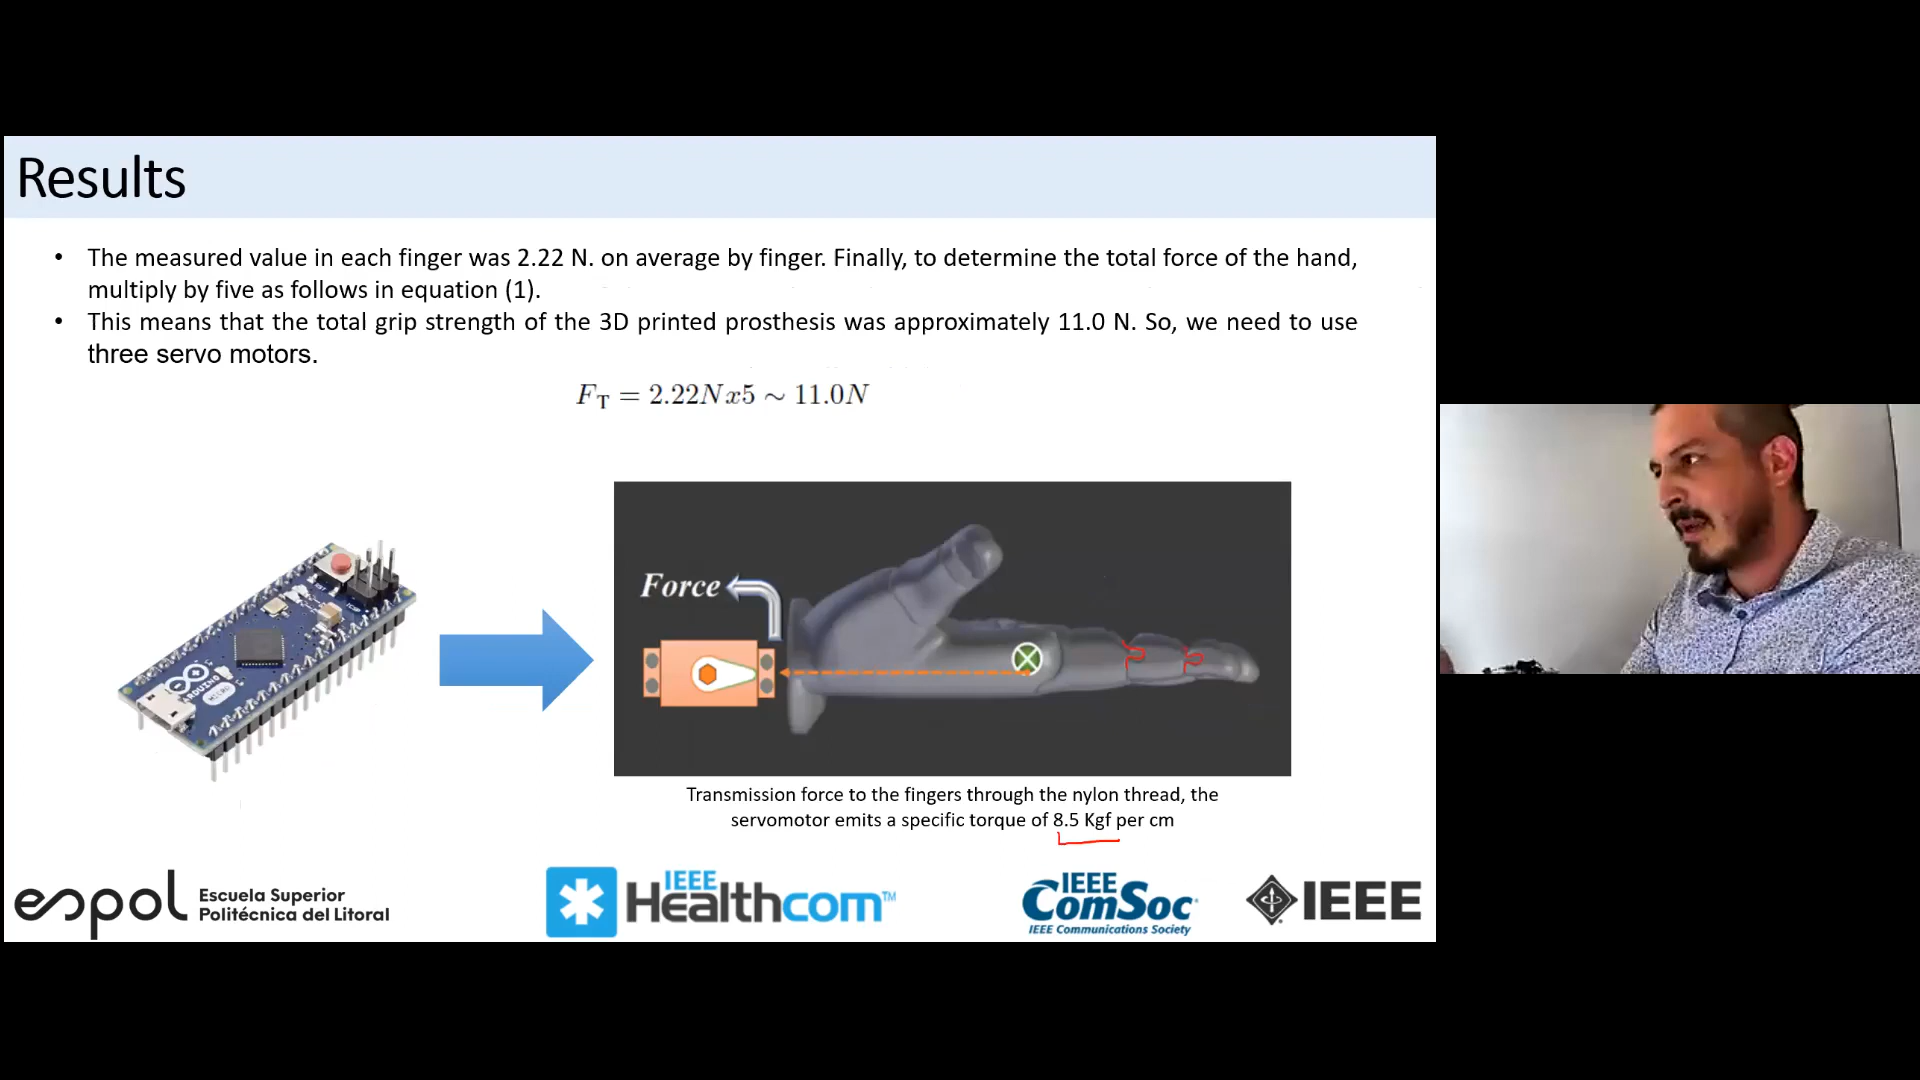 Results
• The measured value in each finger was 2.22 N. on average by finger. Finally, to determine the total force of the hand,
multiply by five as follows in equation (1).
• This means that the total grip strength of the 3D printed prosthesis was approximately 11.0 N. So, we need to use
three servo motors.
F_T = 2.22Nx5 ∼ 11.0N
Force
ARDUINO
MICRO
Transmission force to the fingers through the nylon thread, the
servomotor emits a specific torque of 8.5 Kgf per cm
espol
Escuela Superior
Politécnica del Litoral
IEEE
Healthcom™
IEEE
ComSoc
IEEE Communications Society
IEEE